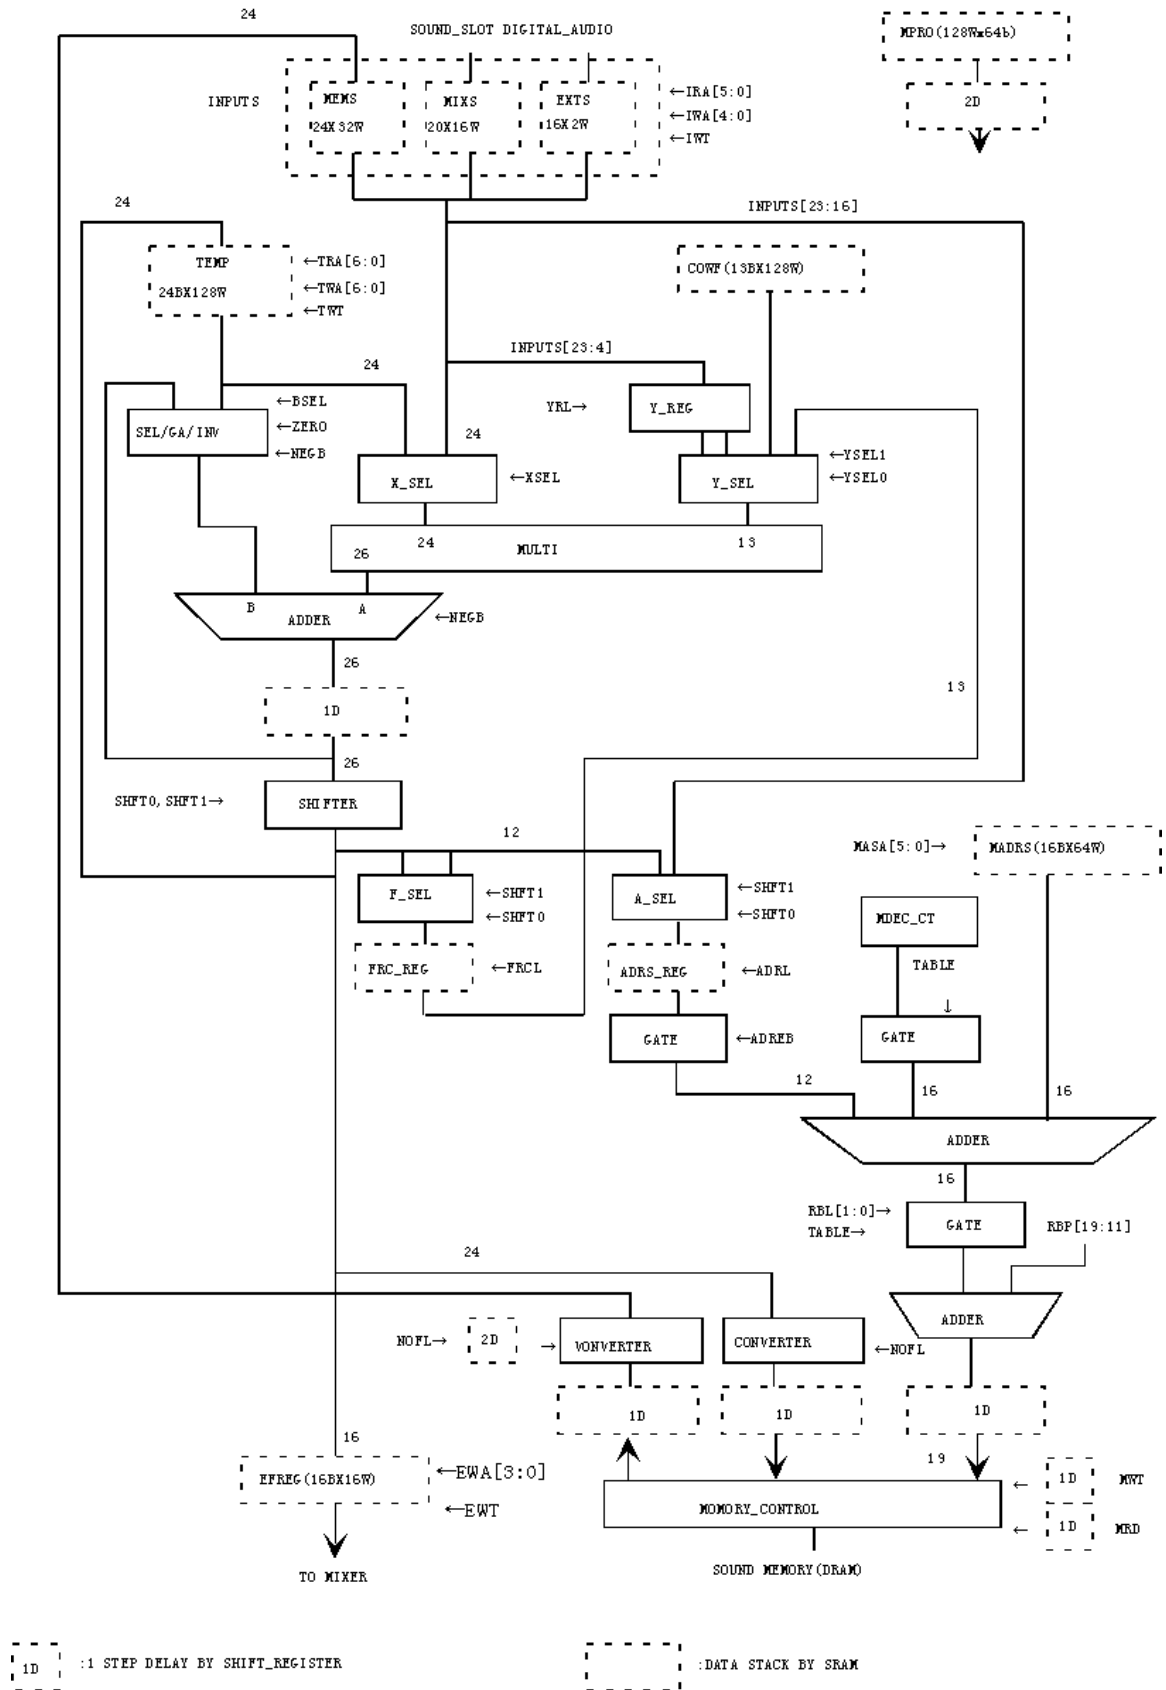 24
SOUND_SLOT DIGITAL_AUDIO
MPRO(128Wx64b)
2D
INPUTS
MEMS
24X32W
MIXS
20X16W
EXTS
16X2W
←IRA[5:0]
←IWA[4:0]
←IWT
24
INPUTS[23:16]
TEMP
24BX128W
←TRA[6:0]
←TWA[6:0]
←TWT
COWF(13BX128W)
INPUTS[23:4]
24
←BSEL
←ZERO
←NEGB
SEL/GA/INV
YRL→
Y_REG
24
X_SEL
←XSEL
Y_SEL
←YSEL1
←YSEL0
24
MULTI
13
26
B
A
ADDER
←NEGB
26
13
1D
26
SHFT0,SHFT1→
SHIFTER
12
MASA[5:0]→
MADRS(16BX64W)
F_SEL
←SHFT1
←SHFT0
A_SEL
←SHFT1
←SHFT0
MDEC_CT
FRC_REG
←FRCL
ADRS_REG
←ADRL
TABLE
↓
GATE
←ADREB
GATE
12
16
16
ADDER
16
RBL[1:0]→
TABLE→
GATE
RBP[19:11]
24
ADDER
NOFL→
2D
→
VONVERTER
CONVERTER
←NOFL
1D
1D
1D
16
19
EFREG(16BX16W)
←EWA[3:0]
←EWT
MOMORY_CONTROL
←
1D
MWT
←
1D
MRD
TO MIXER
SOUND MEMORY(DRAM)
1D
:1 STEP DELAY BY SHIFT_REGISTER
:DATA STACK BY SRAM